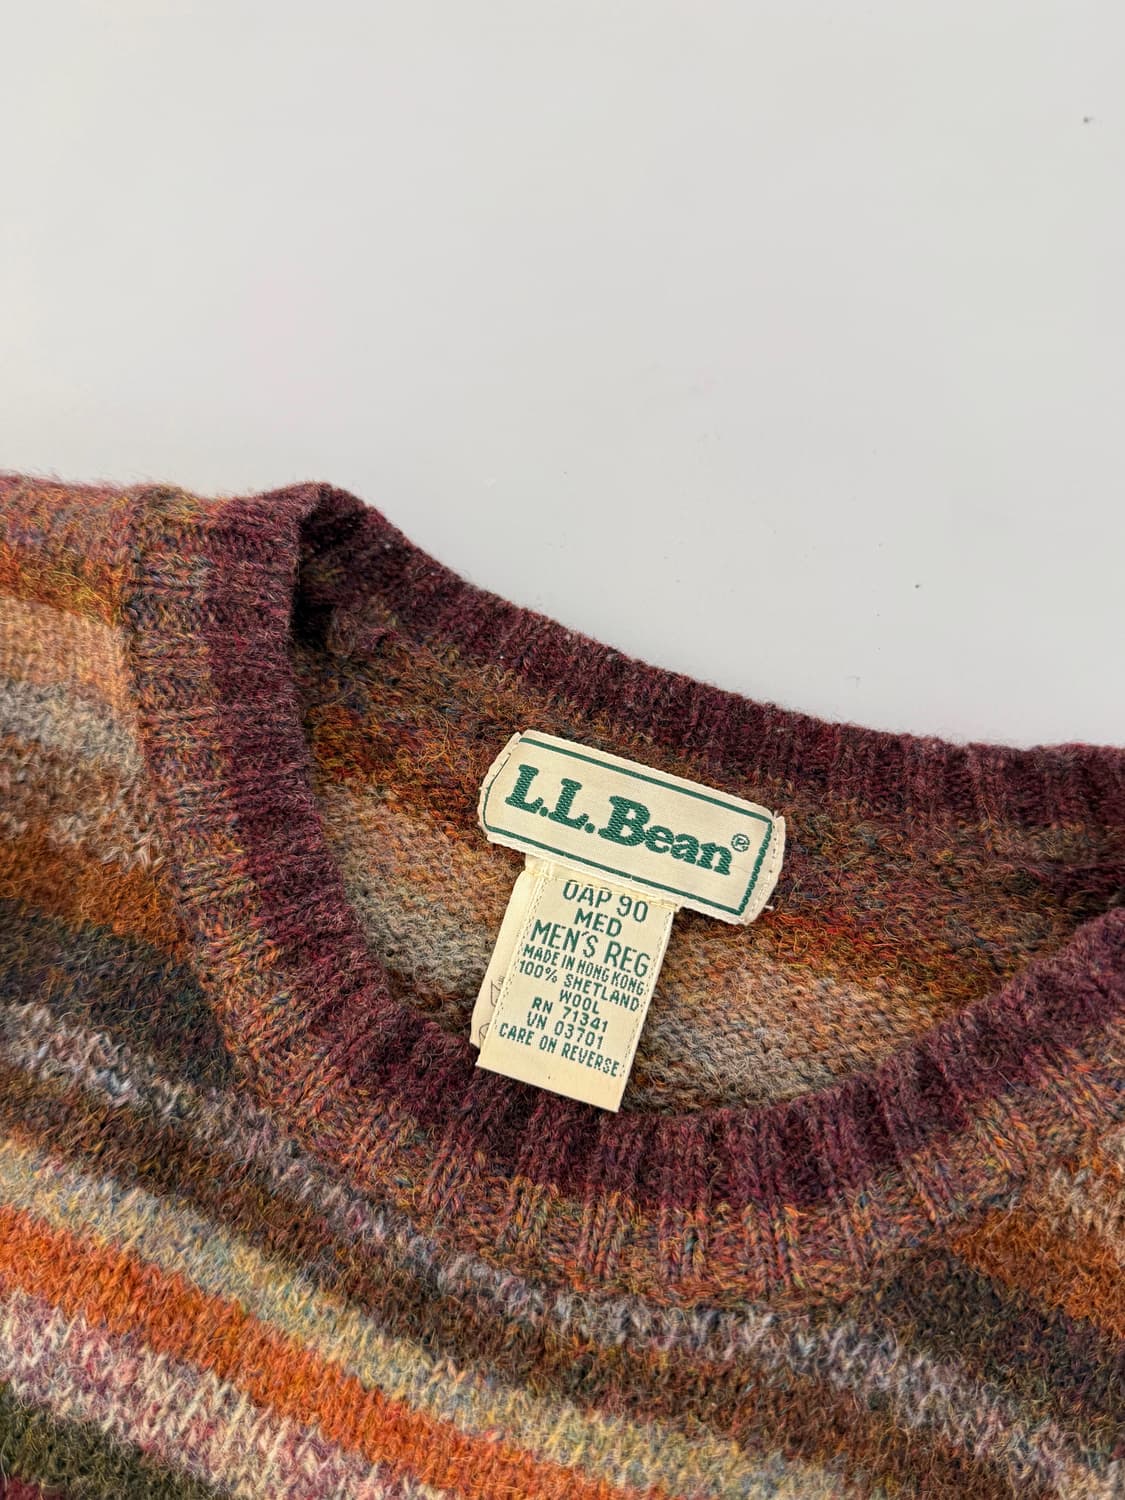 L.L.Bean®
0AP 90
MED
MEN'S REG
MADE IN HONG KONG
100% SHETLAND
WOOL
RN 71341
VN 03701
CARE ON REVERSE